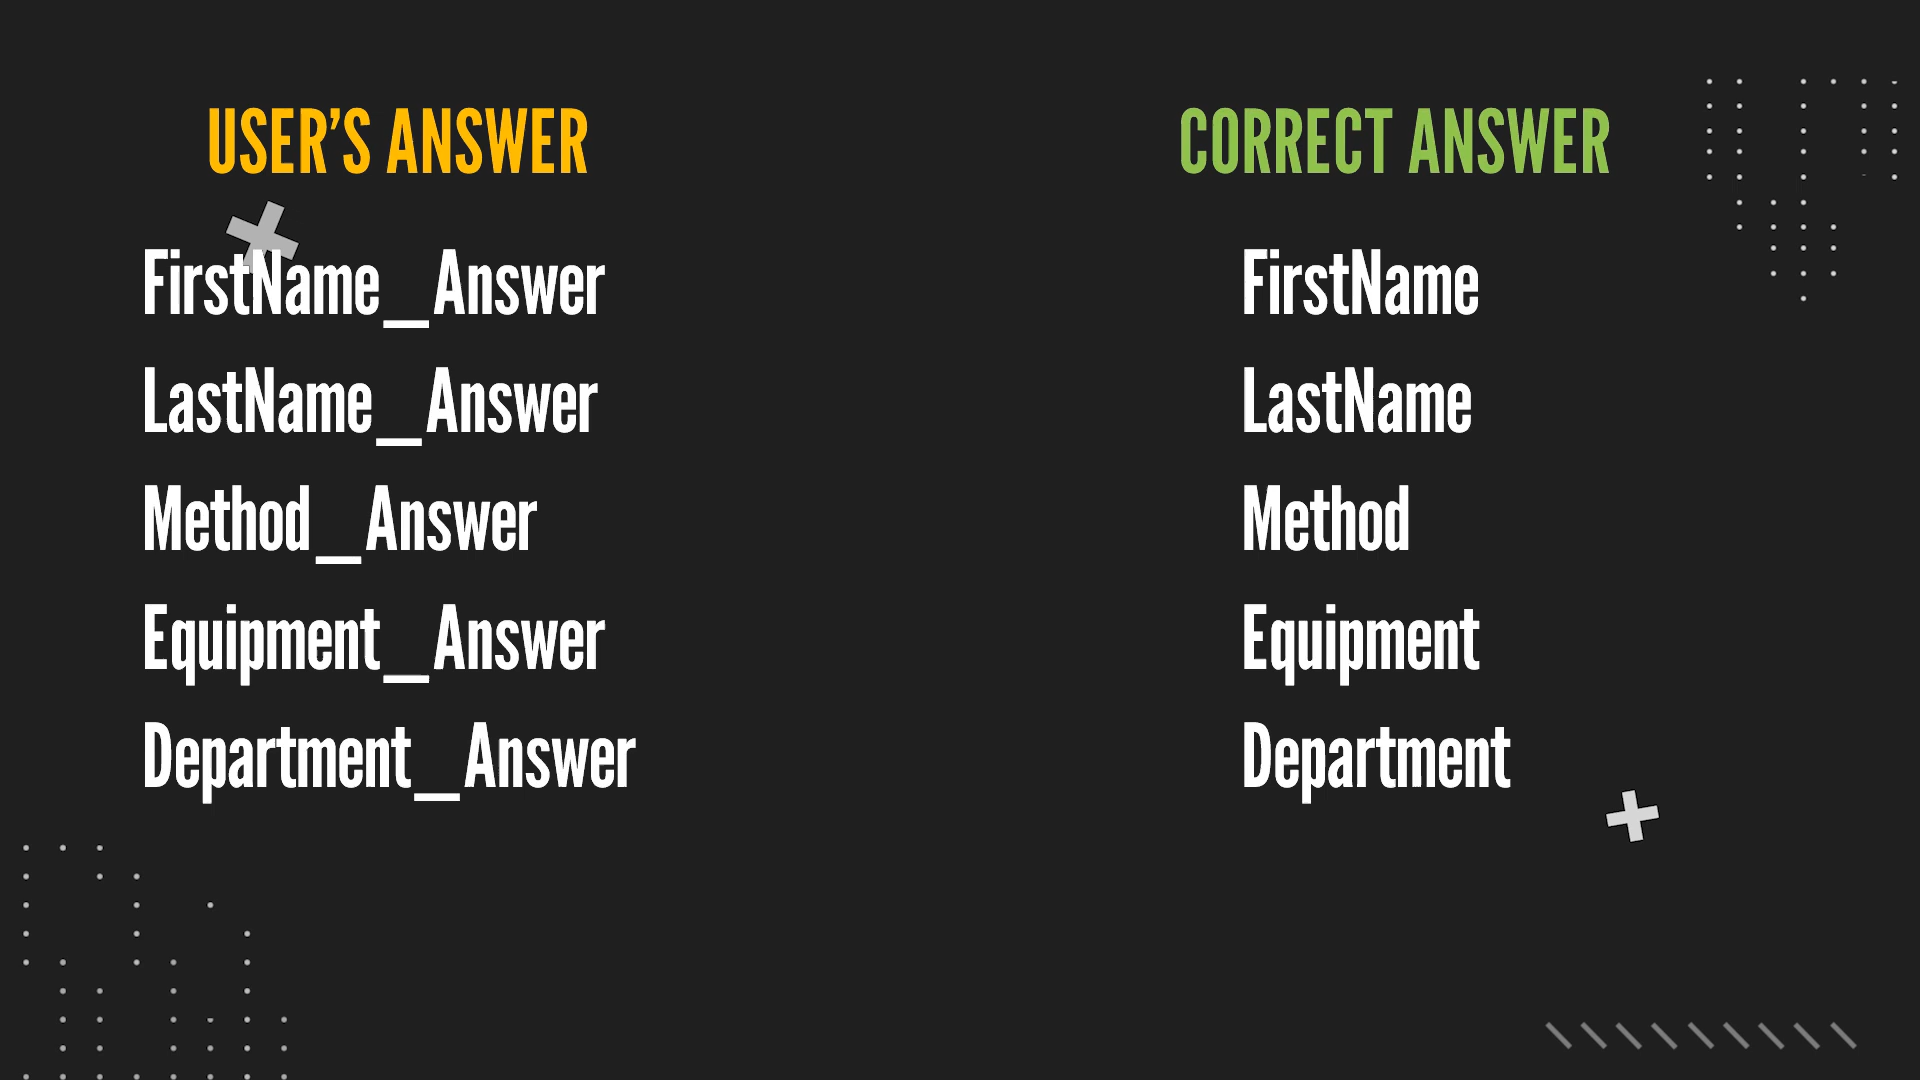 USER’S ANSWER
CORRECT ANSWER
FirstName_Answer
FirstName
LastName_Answer
LastName
Method_Answer
Method
Equipment_Answer
Equipment
Department_Answer
Department